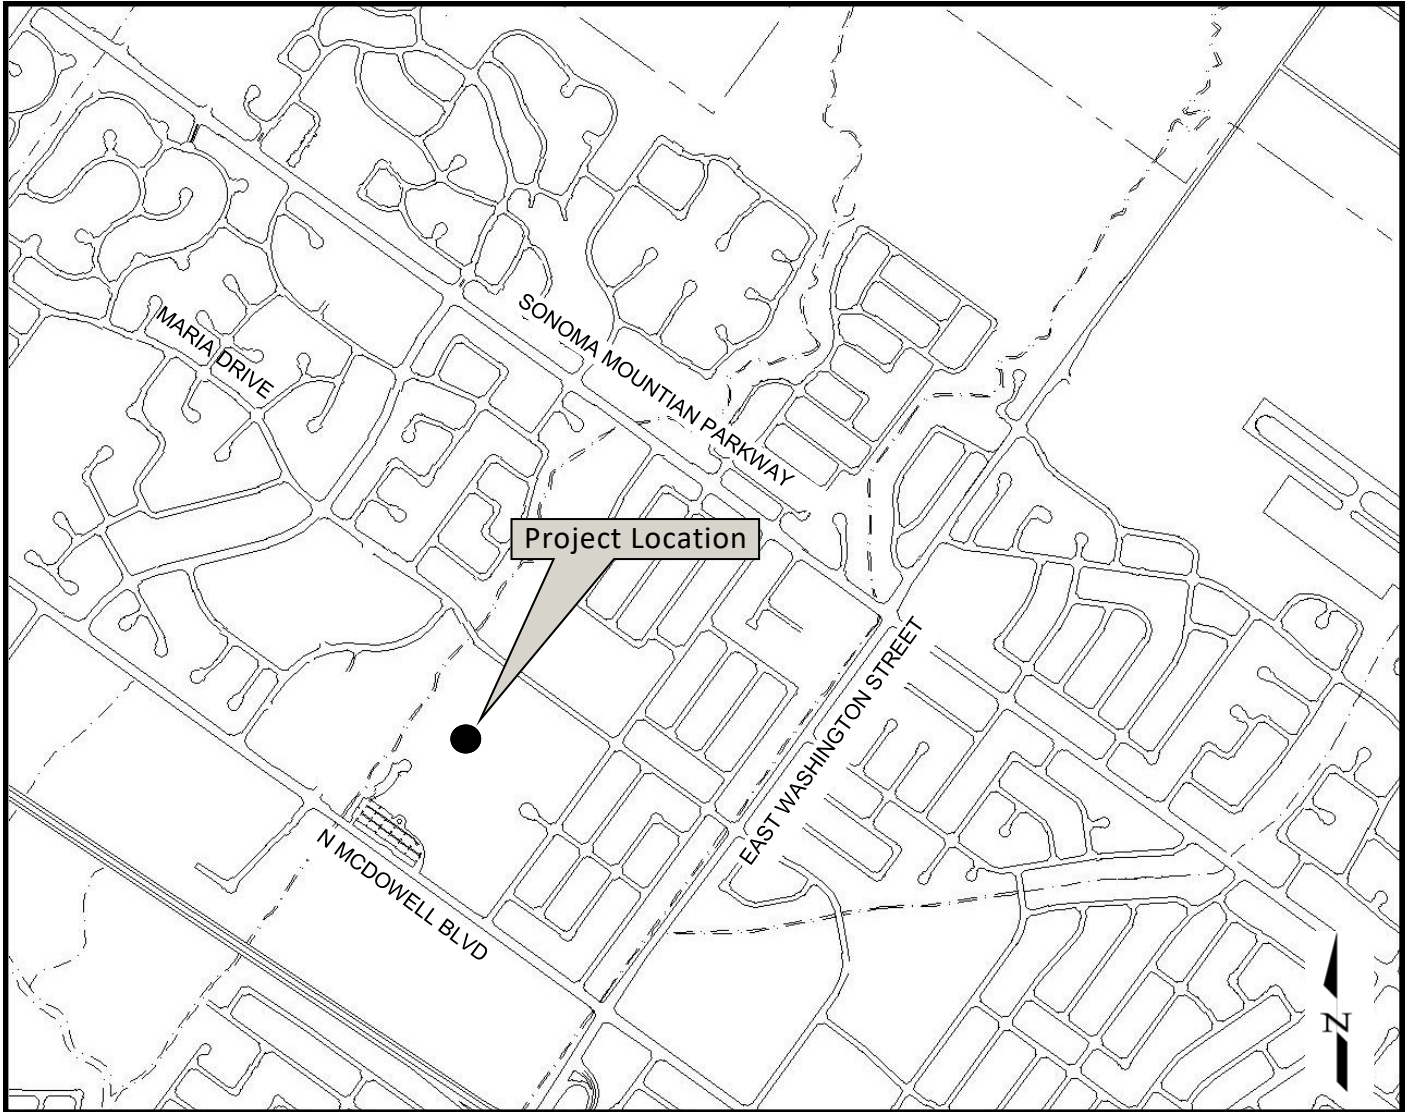 SONOMA MOUNTIAN PARKWAY
MARIA DRIVE
Project Location
EAST WASHINGTON STREET
N MCDOWELL BLVD
N